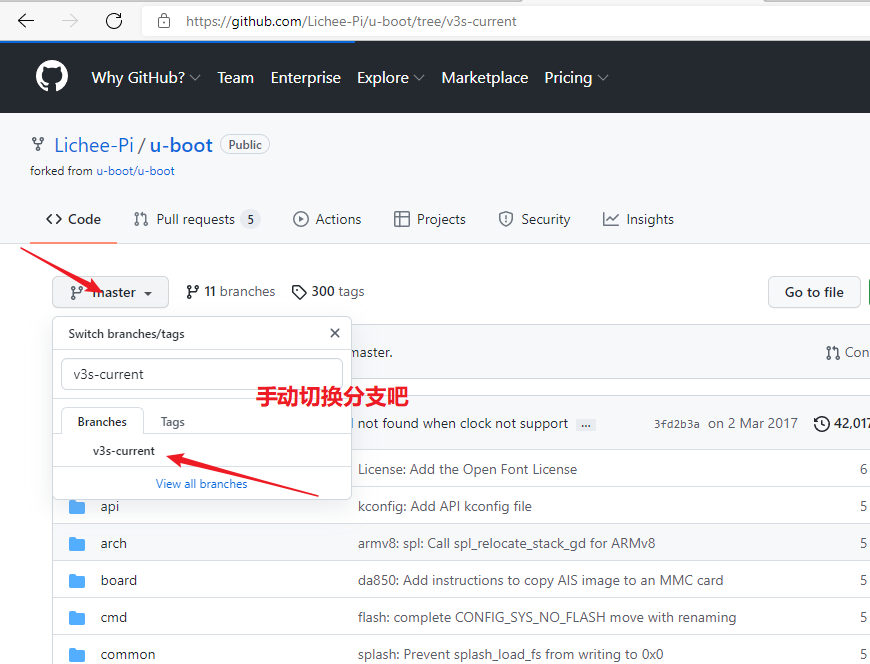 https://github.com/Lichee-Pi/u-boot/tree/v3s-current
Why GitHub? Team Enterprise Explore Marketplace Pricing
Lichee-Pi / u-boot Public
forked from u-boot/u-boot
Code Pull requests 5 Actions Projects Security Insights
master 11 branches 300 tags Go to file
Switch branches/tags
master. Con
v3s-current
手动切换分支吧
Branches Tags
not found when clock not support ... 3fd2b3a on 2 Mar 2017 42,017
v3s-current
License: Add the Open Font License 6
View all branches
api kconfig: Add API kconfig file 5
arch armv8: spl: Call spl_relocate_stack_gd for ARMv8 5
board da850: Add instructions to copy AIS image to an MMC card 5
cmd flash: complete CONFIG_SYS_NO_FLASH move with renaming 5
common splash: Prevent splash_load_fs from writing to 0x0 5